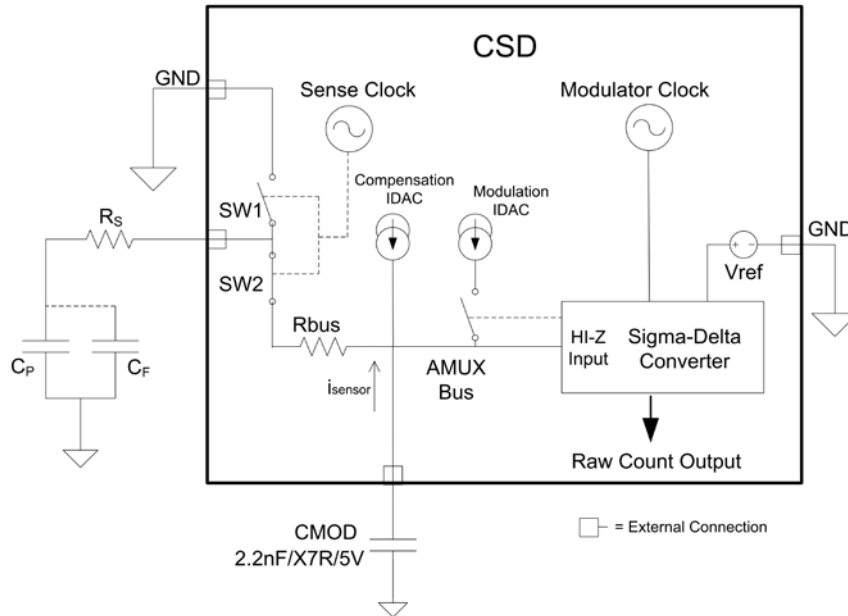 CSD
GND
Sense Clock
Modulator Clock
Compensation
IDAC
Modulation
IDAC
SW1
RS
GND
Vref
SW2
Rbus
HI-Z
Input
Sigma-Delta
Converter
CP
CF
isensor
AMUX
Bus
Raw Count Output
CMOD
2.2nF/X7R/5V
= External Connection